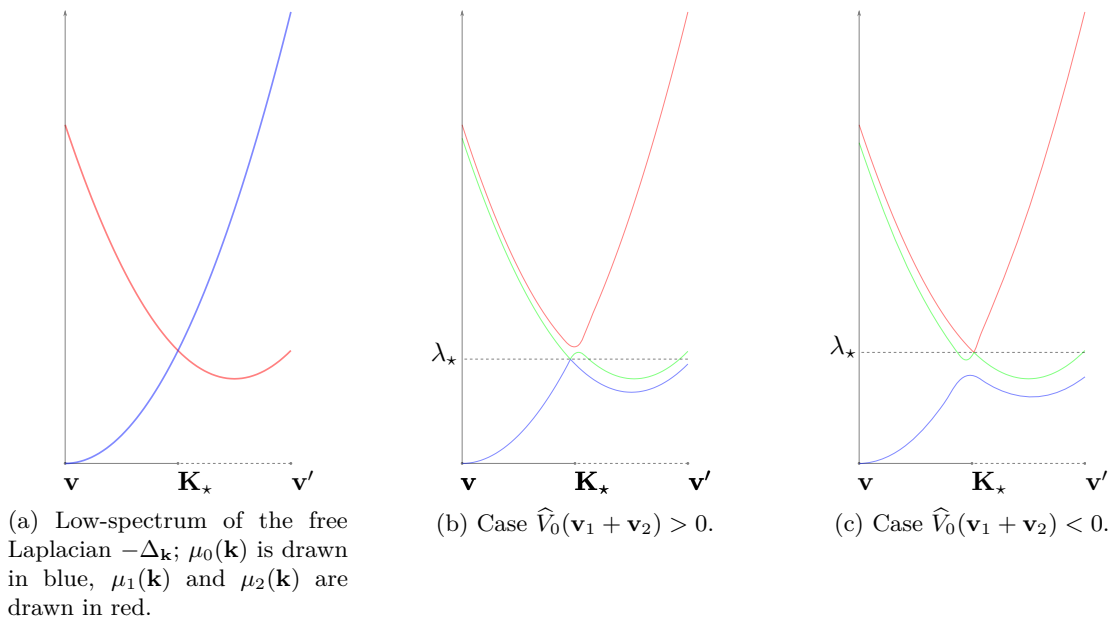 λ⋆
λ⋆
v K⋆ v′
v K⋆ v′
v K⋆ v′
(a) Low-spectrum of the free
Laplacian −Δ𝐤; μ₀(𝐤) is drawn
in blue, μ₁(𝐤) and μ₂(𝐤) are
drawn in red.
(b) Case V̂₀(𝐯₁ + 𝐯₂) > 0.
(c) Case V̂₀(𝐯₁ + 𝐯₂) < 0.